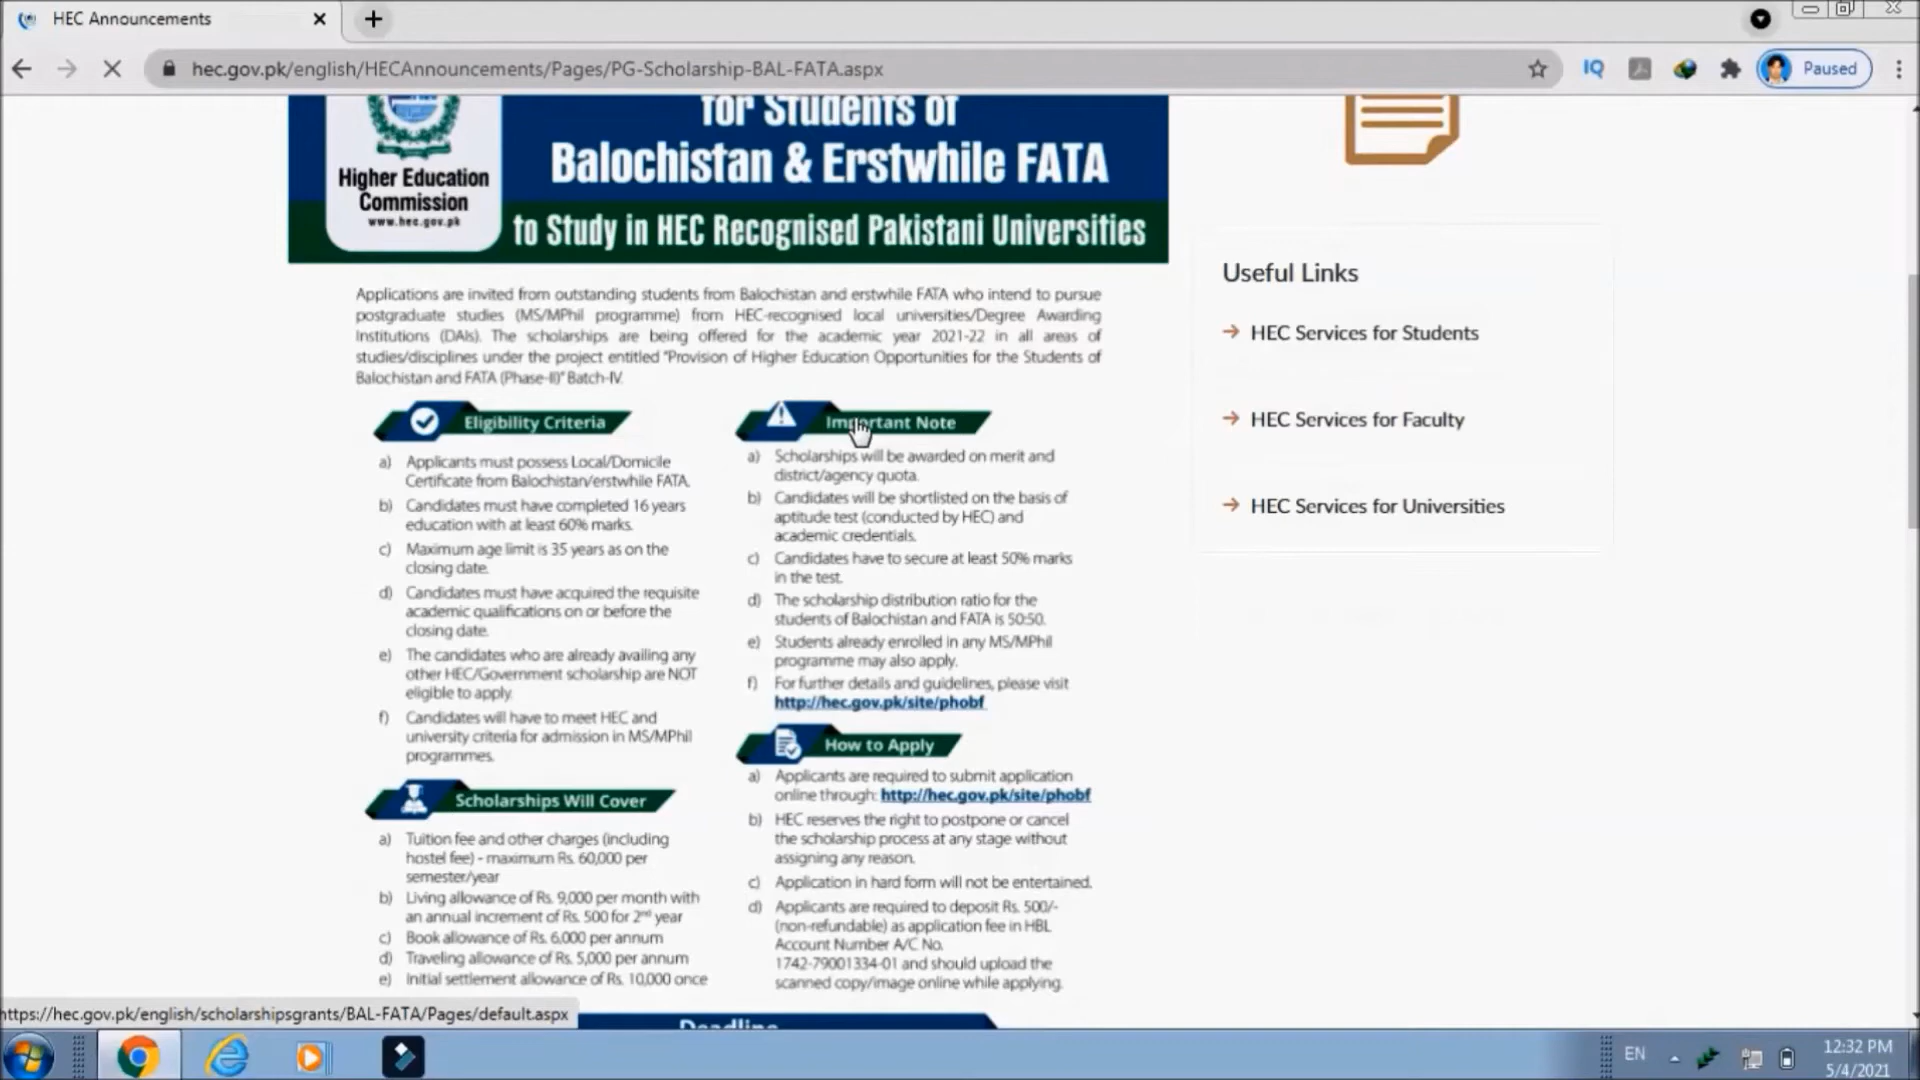 HEC Announcements
hec.gov.pk/english/HECAnnouncements/Pages/PG-Scholarship-BAL-FATA.aspx
IQ
Paused
for Students of
Balochistan & Erstwhile FATA
to Study in HEC Recognised Pakistani Universities
Higher Education
Commission
www.hec.gov.pk
Applications are invited from outstanding students from Balochistan and erstwhile FATA who intend to pursue
postgraduate studies (MS/MPhil programme) from HEC-recognised local universities/Degree Awarding
Institutions (DAIs). The scholarships are being offered for the academic year 2021-22 in all areas of
studies/disciplines under the project entitled "Provision of Higher Education Opportunities for the Students of
Balochistan and FATA (Phase-II)" Batch-IV.
Eligibility Criteria
a) Applicants must possess Local/Domicile
Certificate from Balochistan/erstwhile FATA.
b) Candidates must have completed 16 years
education with at least 60% marks.
c) Maximum age limit is 35 years as on the
closing date.
d) Candidates must have acquired the requisite
academic qualifications on or before the
closing date.
e) The candidates who are already availing any
other HEC/Government scholarship are NOT
eligible to apply.
f) Candidates will have to meet HEC and
university criteria for admission in MS/MPhil
programmes.
Scholarships Will Cover
a) Tuition fee and other charges (including
hostel fee) - maximum Rs. 60,000 per
semester/year
b) Living allowance of Rs. 9,000 per month with
an annual increment of Rs. 500 for 2nd year
c) Book allowance of Rs. 6,000 per annum
d) Traveling allowance of Rs. 5,000 per annum
e) Initial settlement allowance of Rs. 10,000 once
Important Note
a) Scholarships will be awarded on merit and
district/agency quota.
b) Candidates will be shortlisted on the basis of
aptitude test (conducted by HEC) and
academic credentials.
c) Candidates have to secure at least 50% marks
in the test.
d) The scholarship distribution ratio for the
students of Balochistan and FATA is 50:50.
e) Students already enrolled in any MS/MPhil
programme may also apply.
f) For further details and guidelines, please visit
http://hec.gov.pk/site/phobf
How to Apply
a) Applicants are required to submit application
online through: http://hec.gov.pk/site/phobf
b) HEC reserves the right to postpone or cancel
the scholarship process at any stage without
assigning any reason.
c) Application in hard form will not be entertained.
d) Applicants are required to deposit Rs. 500/-
(non-refundable) as application fee in HBL
Account Number A/C No.
1742-79001334-01 and should upload the
scanned copy/image online while applying.
Deadline
Useful Links
HEC Services for Students
HEC Services for Faculty
HEC Services for Universities
https://hec.gov.pk/english/scholarshipsgrants/BAL-FATA/Pages/default.aspx
EN
12:32 PM
5/4/2021